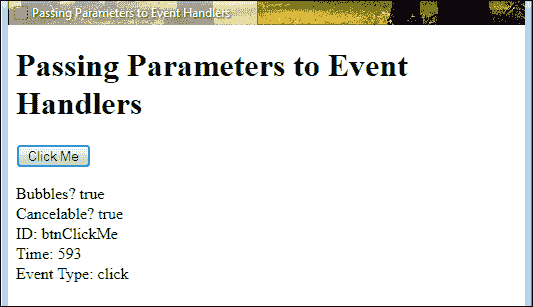 Passing Parameters to Event Handlers
Passing Parameters to Event
Handlers
Click Me
Bubbles? true
Cancelable? true
ID: btnClickMe
Time: 593
Event Type: click